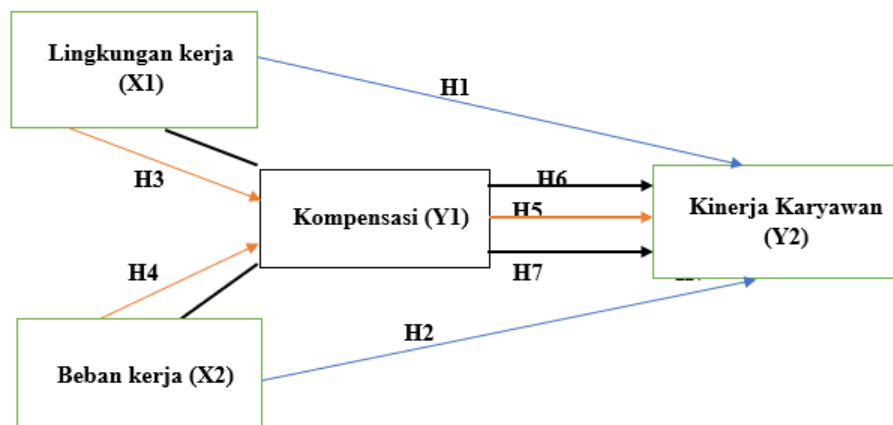 Lingkungan kerja
(X1)
H1
H3
H6
Kompensasi (Y1)
H5
Kinerja Karyawan
(Y2)
H4
H7
H2
Beban kerja (X2)